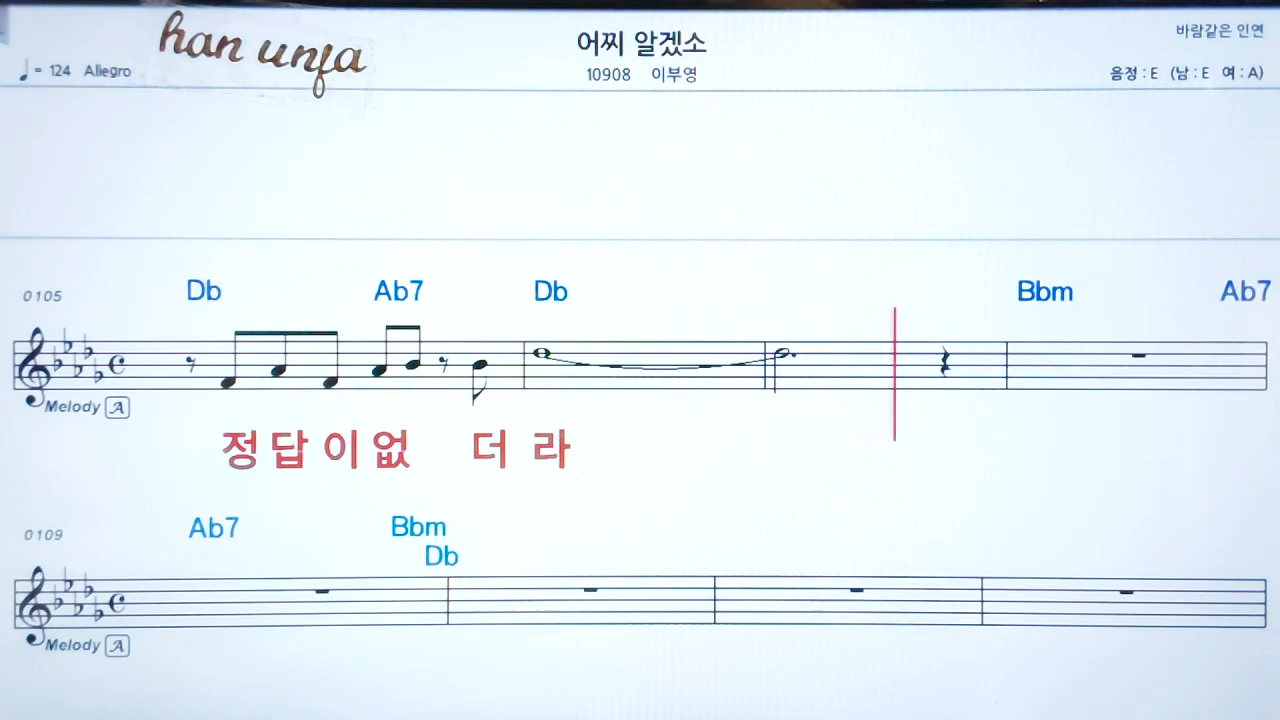 han unfa
어찌 알겠소
바람같은 인연
♩= 124 Allegro
10908 이부영
음정 : E (남 : E 여 : A)
0105
Db Ab7 Db Bbm Ab7
Melody A
정답이없 더 라
0109
Ab7 Bbm
Db
Melody A